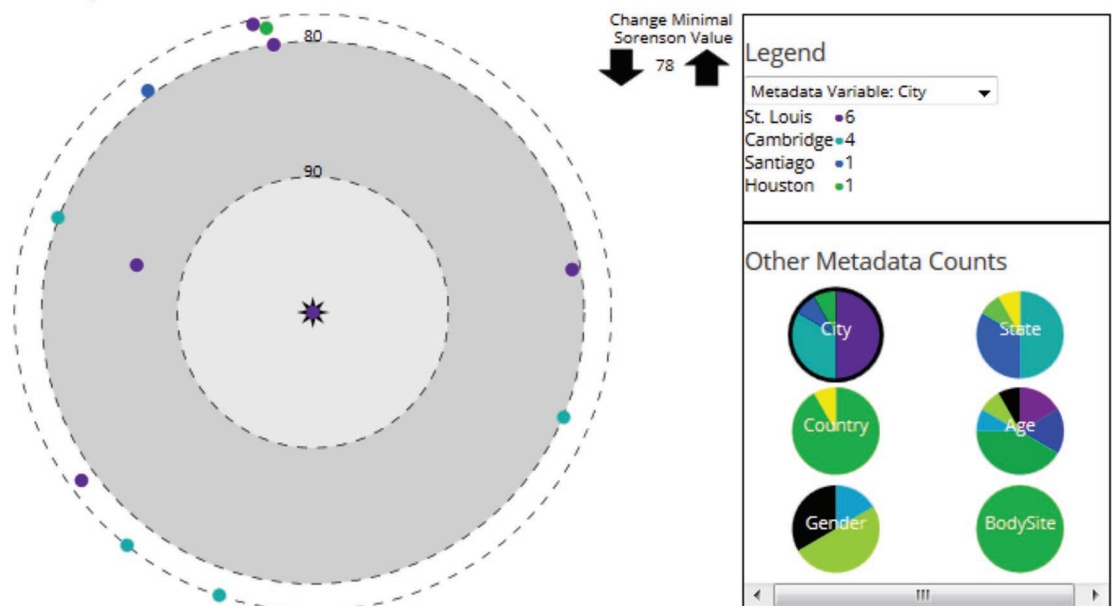 80
90
Change Minimal
Sorenson Value
78
Legend
Metadata Variable: City
St. Louis 6
Cambridge 4
Santiago 1
Houston 1
Other Metadata Counts
City
State
Country
Age
Gender
BodySite